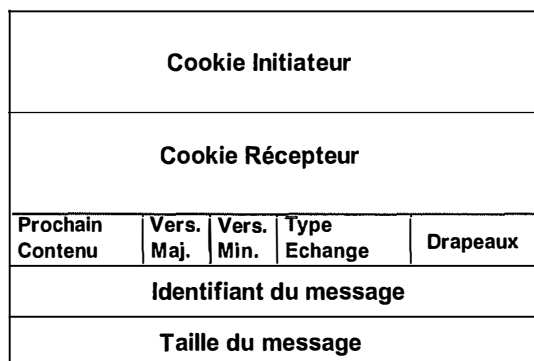 Cookie Initiateur
Cookie Récepteur
Prochain Contenu
Vers. Maj.
Vers. Min.
Type Echange
Drapeaux
Identifiant du message
Taille du message